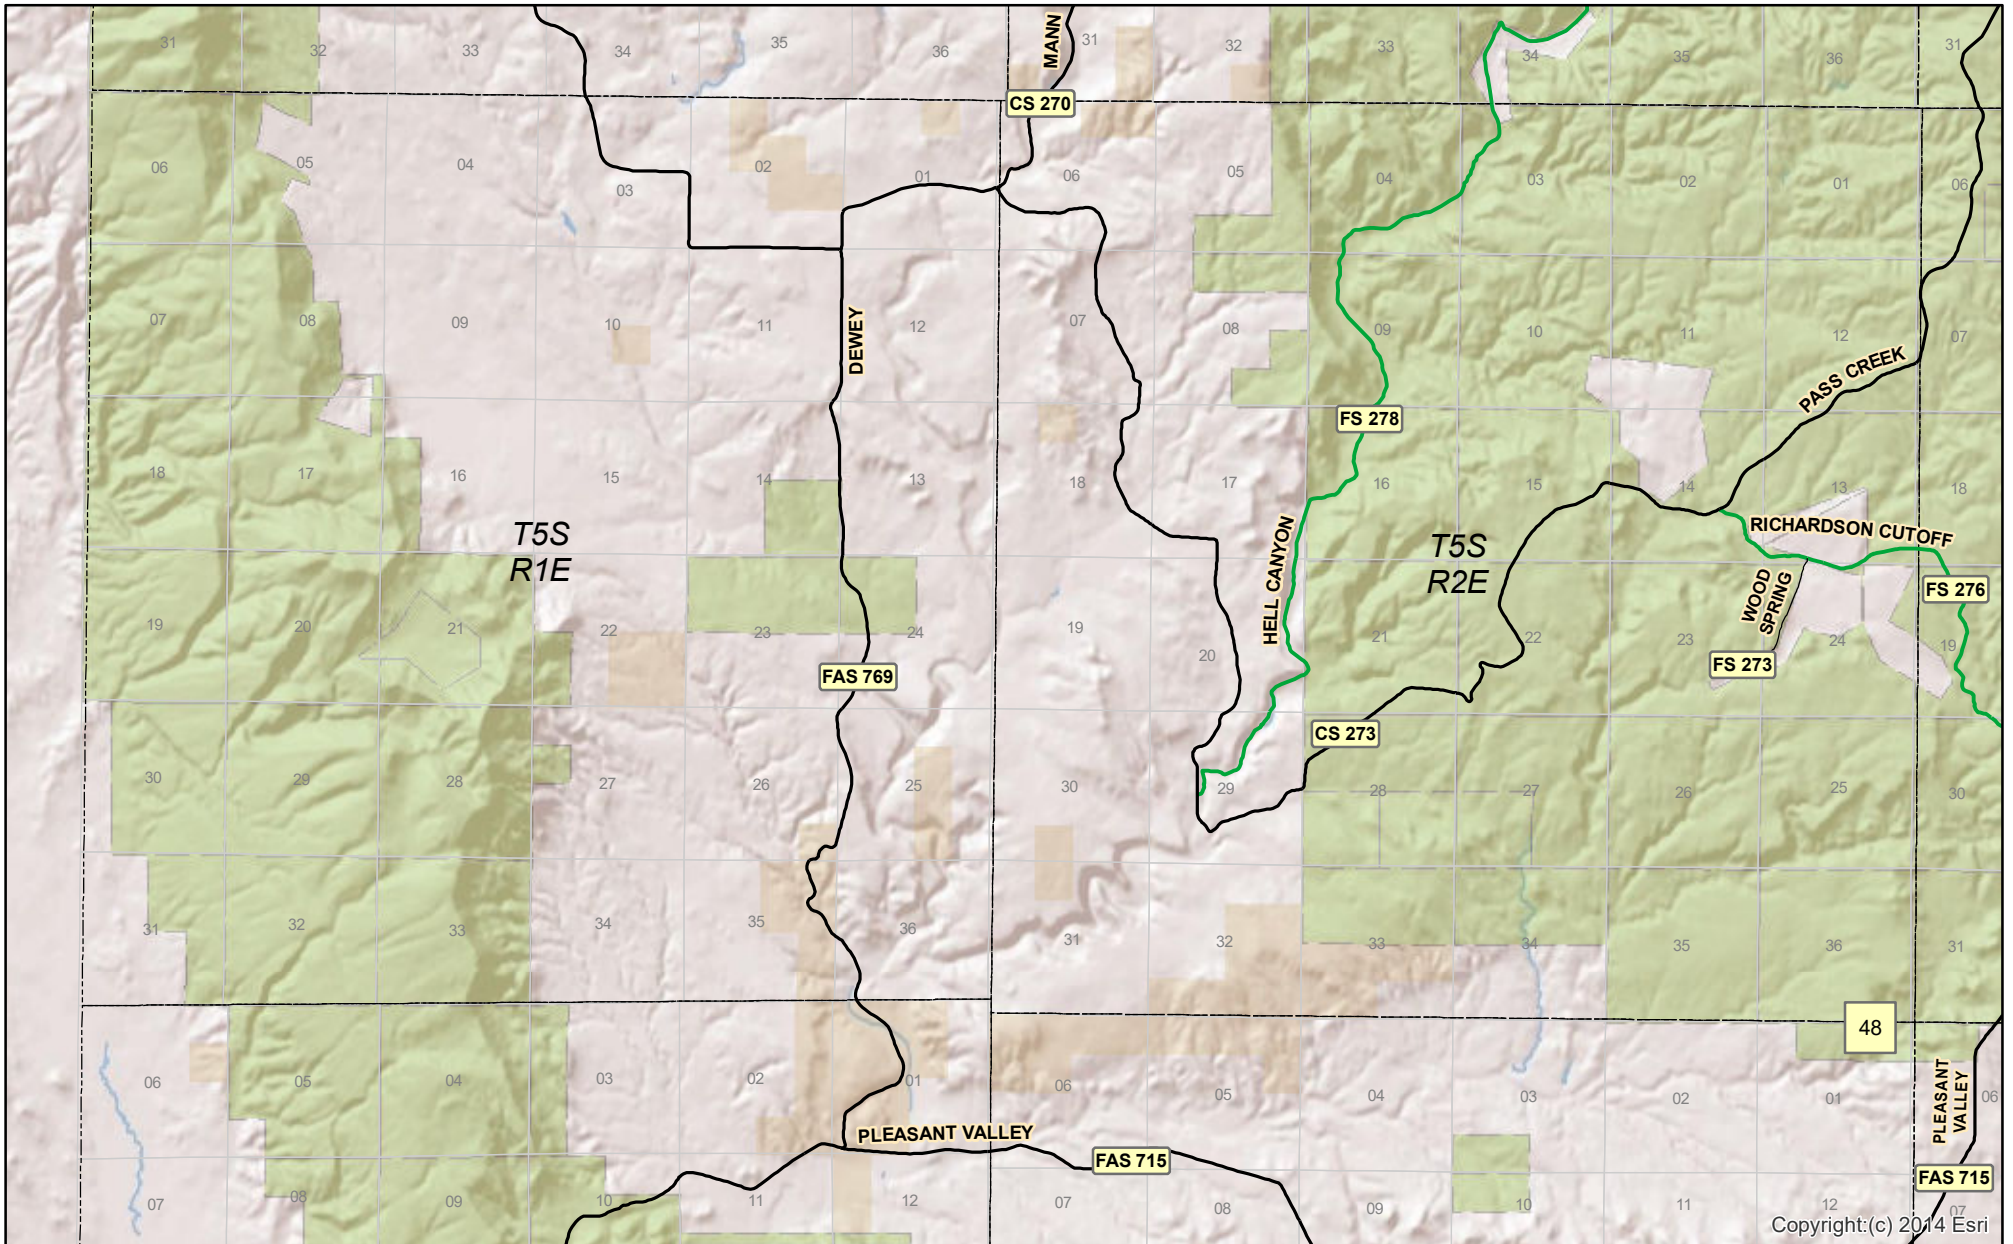 31 32 33 34 35 36 MANN 31 32 33 34 35 36 31
CS 270
06 05 04 03 02 01 06 05 04 03 02 01 06
07 08 09 10 11 DEWEY 12 07 08 09 10 11 12 07
PASS CREEK
FS 278
18 17 16 15 14 13 18 17 16 15 14 13 18
T5S
R1E
HELL CANYON
T5S
R2E
RICHARDSON CUTOFF
WOOD
SPRING
FS 276
19 20 21 22 23 24 19 20 21 22 23 24 19
FAS 769
FS 273
CS 273
30 29 28 27 26 25 30 29 28 27 26 25 30
31 32 33 34 35 36 31 32 33 34 35 36 31
48
06 05 04 03 02 01 06 05 04 03 02 01 06
PLEASANT
VALLEY
PLEASANT VALLEY
FAS 715
FAS 715
07 08 09 10 11 12 07 08 09 10 11 12 07
Copyright:(c) 2014 Esri